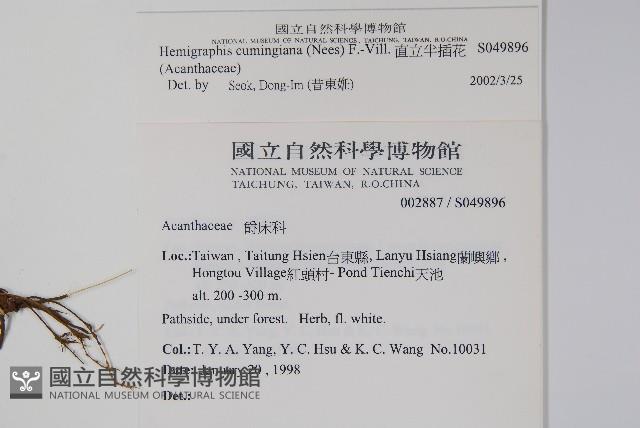 國立自然科學博物館
NATIONAL MUSEUM OF NATURAL SCIENCE, TAICHUNG, TAIWAN, R.O.CHINA
Hemigraphis cumingiana (Nees) F.-Vill. 直立半插花 S049896
(Acanthaceae)
Det. by Seok, Dong-Im (昔東妡) 2002/3/25
國立自然科學博物館
NATIONAL MUSEUM OF NATURAL SCIENCE
TAICHUNG, TAIWAN, R.O.CHINA
002887 / S049896
Acanthaceae 爵床科
Loc.:Taiwan , Taitung Hsien台東縣, Lanyu Hsiang蘭嶼鄉 ,
Hongtou Village紅頭村- Pond Tienchi天池
alt. 200 -300 m.
Pathside, under forest. Herb, fl. white.
Col.: T. Y. A. Yang, Y. C. Hsu & K. C. Wang No.10031
Date: January 20 , 1998
Det.:
國立自然科學博物館
NATIONAL MUSEUM OF NATURAL SCIENCE